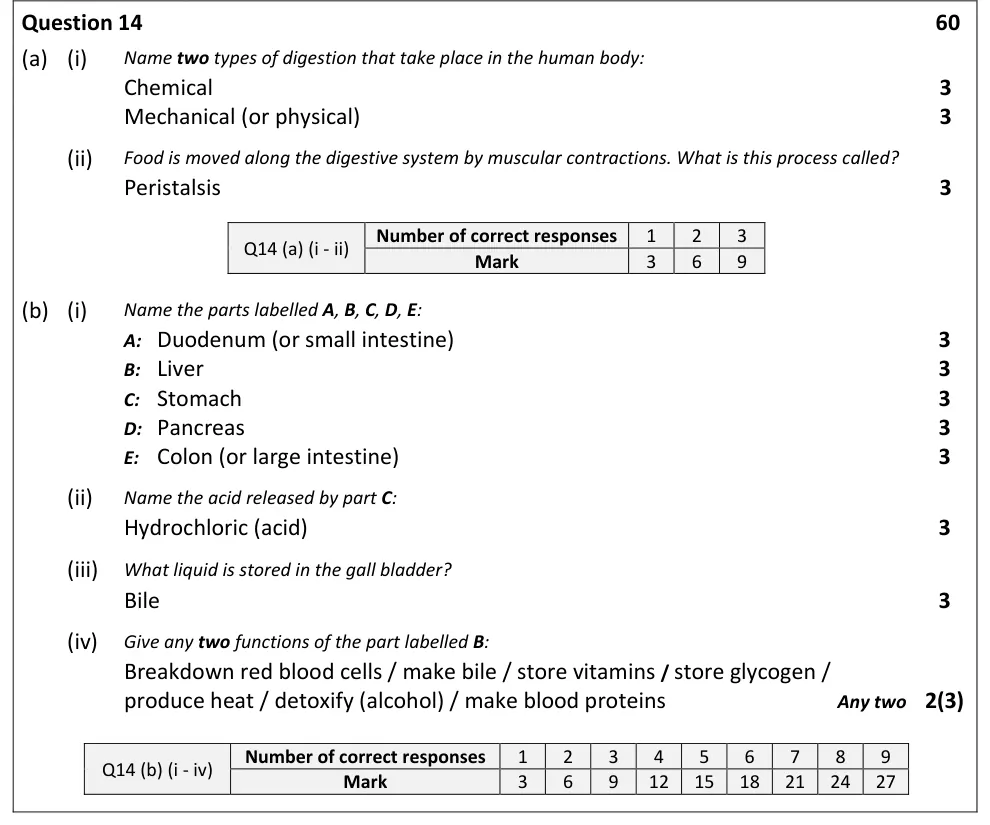 Question 14 60
(a) (i) Name two types of digestion that take place in the human body:
Chemical 3
Mechanical (or physical) 3
(ii) Food is moved along the digestive system by muscular contractions. What is this process called?
Peristalsis 3
Q14 (a) (i - ii) Number of correct responses 1 2 3
Mark 3 6 9
(b) (i) Name the parts labelled A, B, C, D, E:
A: Duodenum (or small intestine) 3
B: Liver 3
C: Stomach 3
D: Pancreas 3
E: Colon (or large intestine) 3
(ii) Name the acid released by part C:
Hydrochloric (acid) 3
(iii) What liquid is stored in the gall bladder?
Bile 3
(iv) Give any two functions of the part labelled B:
Breakdown red blood cells / make bile / store vitamins / store glycogen /
produce heat / detoxify (alcohol) / make blood proteins Any two 2(3)
Q14 (b) (i - iv) Number of correct responses 1 2 3 4 5 6 7 8 9
Mark 3 6 9 12 15 18 21 24 27